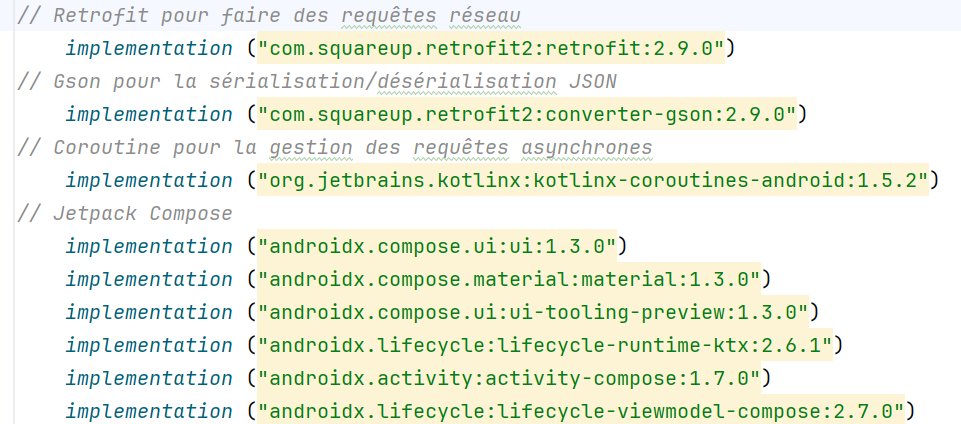 // Retrofit pour faire des requêtes réseau
implementation ("com.squareup.retrofit2:retrofit:2.9.0")
// Gson pour la sérialisation/désérialisation JSON
implementation ("com.squareup.retrofit2:converter-gson:2.9.0")
// Coroutine pour la gestion des requêtes asynchrones
implementation ("org.jetbrains.kotlinx:kotlinx-coroutines-android:1.5.2")
// Jetpack Compose
implementation ("androidx.compose.ui:ui:1.3.0")
implementation ("androidx.compose.material:material:1.3.0")
implementation ("androidx.compose.ui:ui-tooling-preview:1.3.0")
implementation ("androidx.lifecycle:lifecycle-runtime-ktx:2.6.1")
implementation ("androidx.activity:activity-compose:1.7.0")
implementation ("androidx.lifecycle:lifecycle-viewmodel-compose:2.7.0")